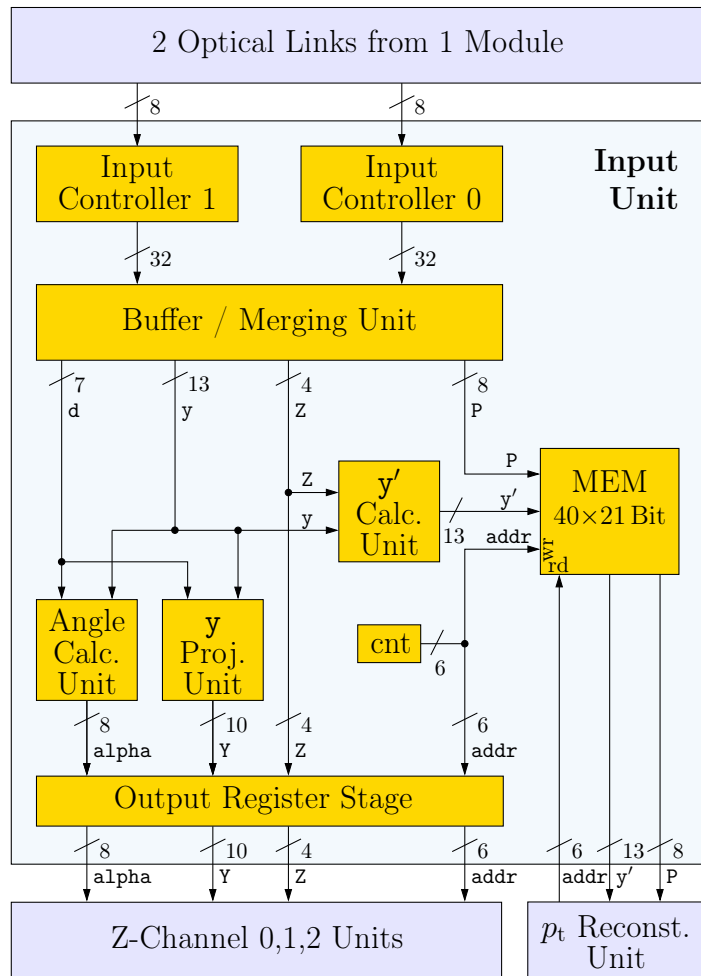 2 Optical Links from 1 Module
8
8
Input
Controller 1
Input
Controller 0
Input
Unit
32
32
Buffer / Merging Unit
7
13
4
8
d
y
Z
P
P
Z
y′
Calc.
Unit
y
13
y′
addr
MEM
40×21 Bit
wr
rd
Angle
Calc.
Unit
y
Proj.
Unit
cnt
6
8
10
4
6
alpha
Y
Z
addr
Output Register Stage
8
10
4
6
6
13
8
alpha
Y
Z
addr
addr
y′
P
Z-Channel 0,1,2 Units
pt Reconst.
Unit